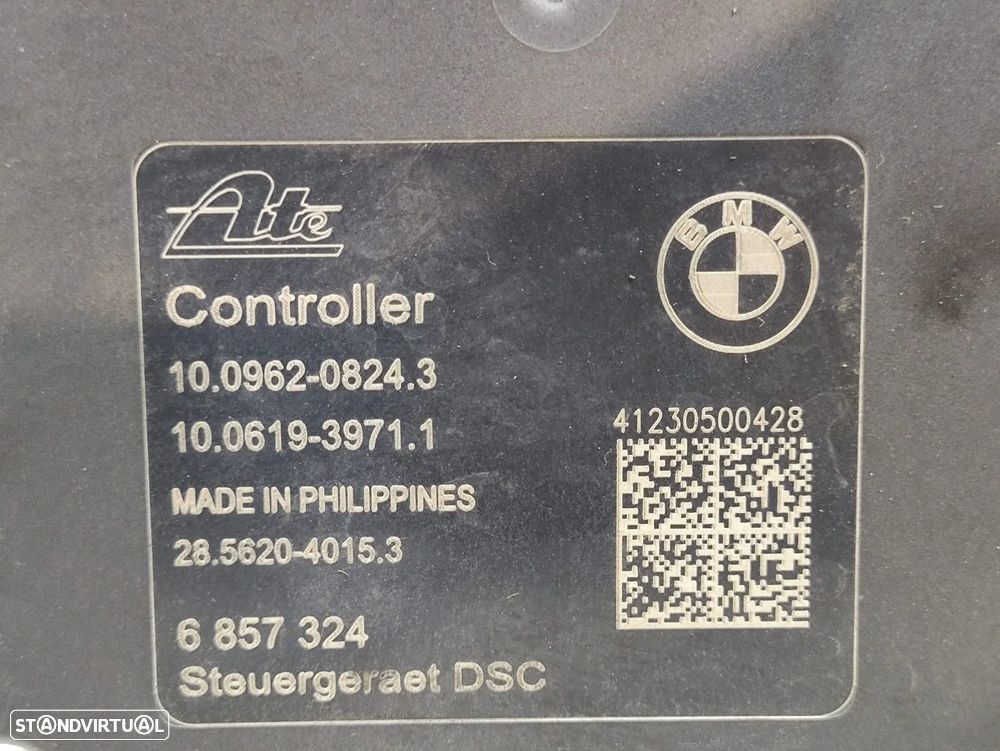 Ate
BMW
Controller
10.0962-0824.3
10.0619-3971.1
41230500428
MADE IN PHILIPPINES
28.5620-4015.3
6 857 324
Steuergeraet DSC
STANDVIRTUAL